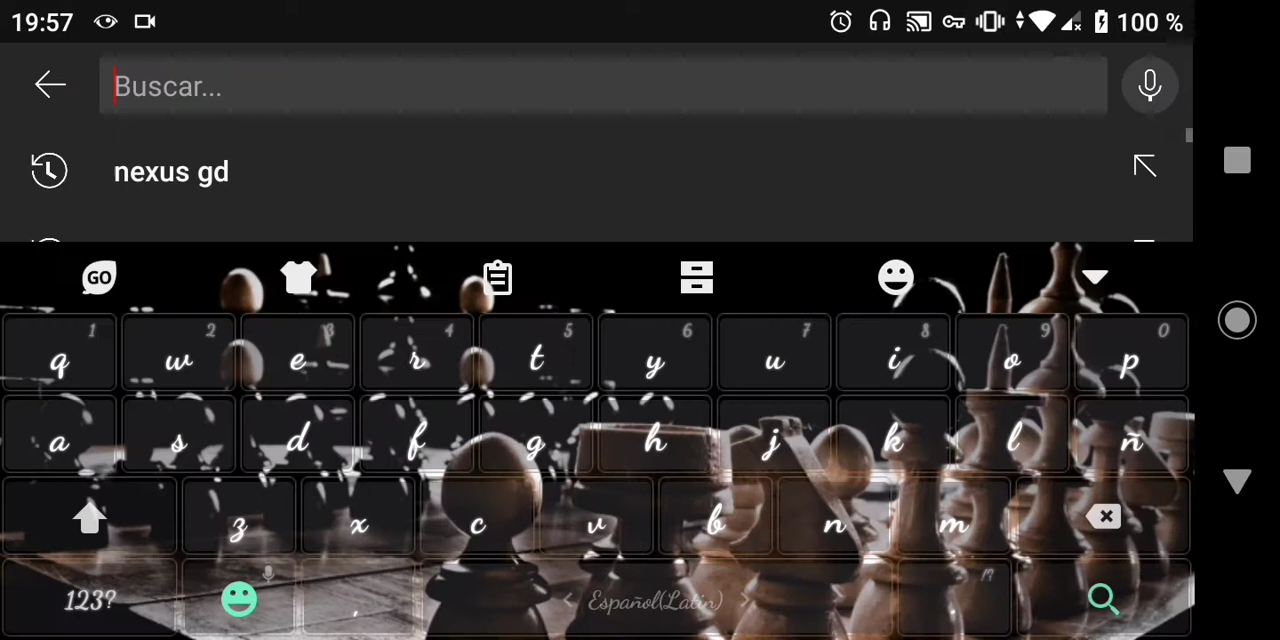 19:57 100 %
Buscar...
nexus gd
GO
1 2 3 4 5 6 7 8 9 0
q w e r t y u i o p
a s d f g h j k l ñ
z x c v b n m
!?
123? , Español(Latin) .